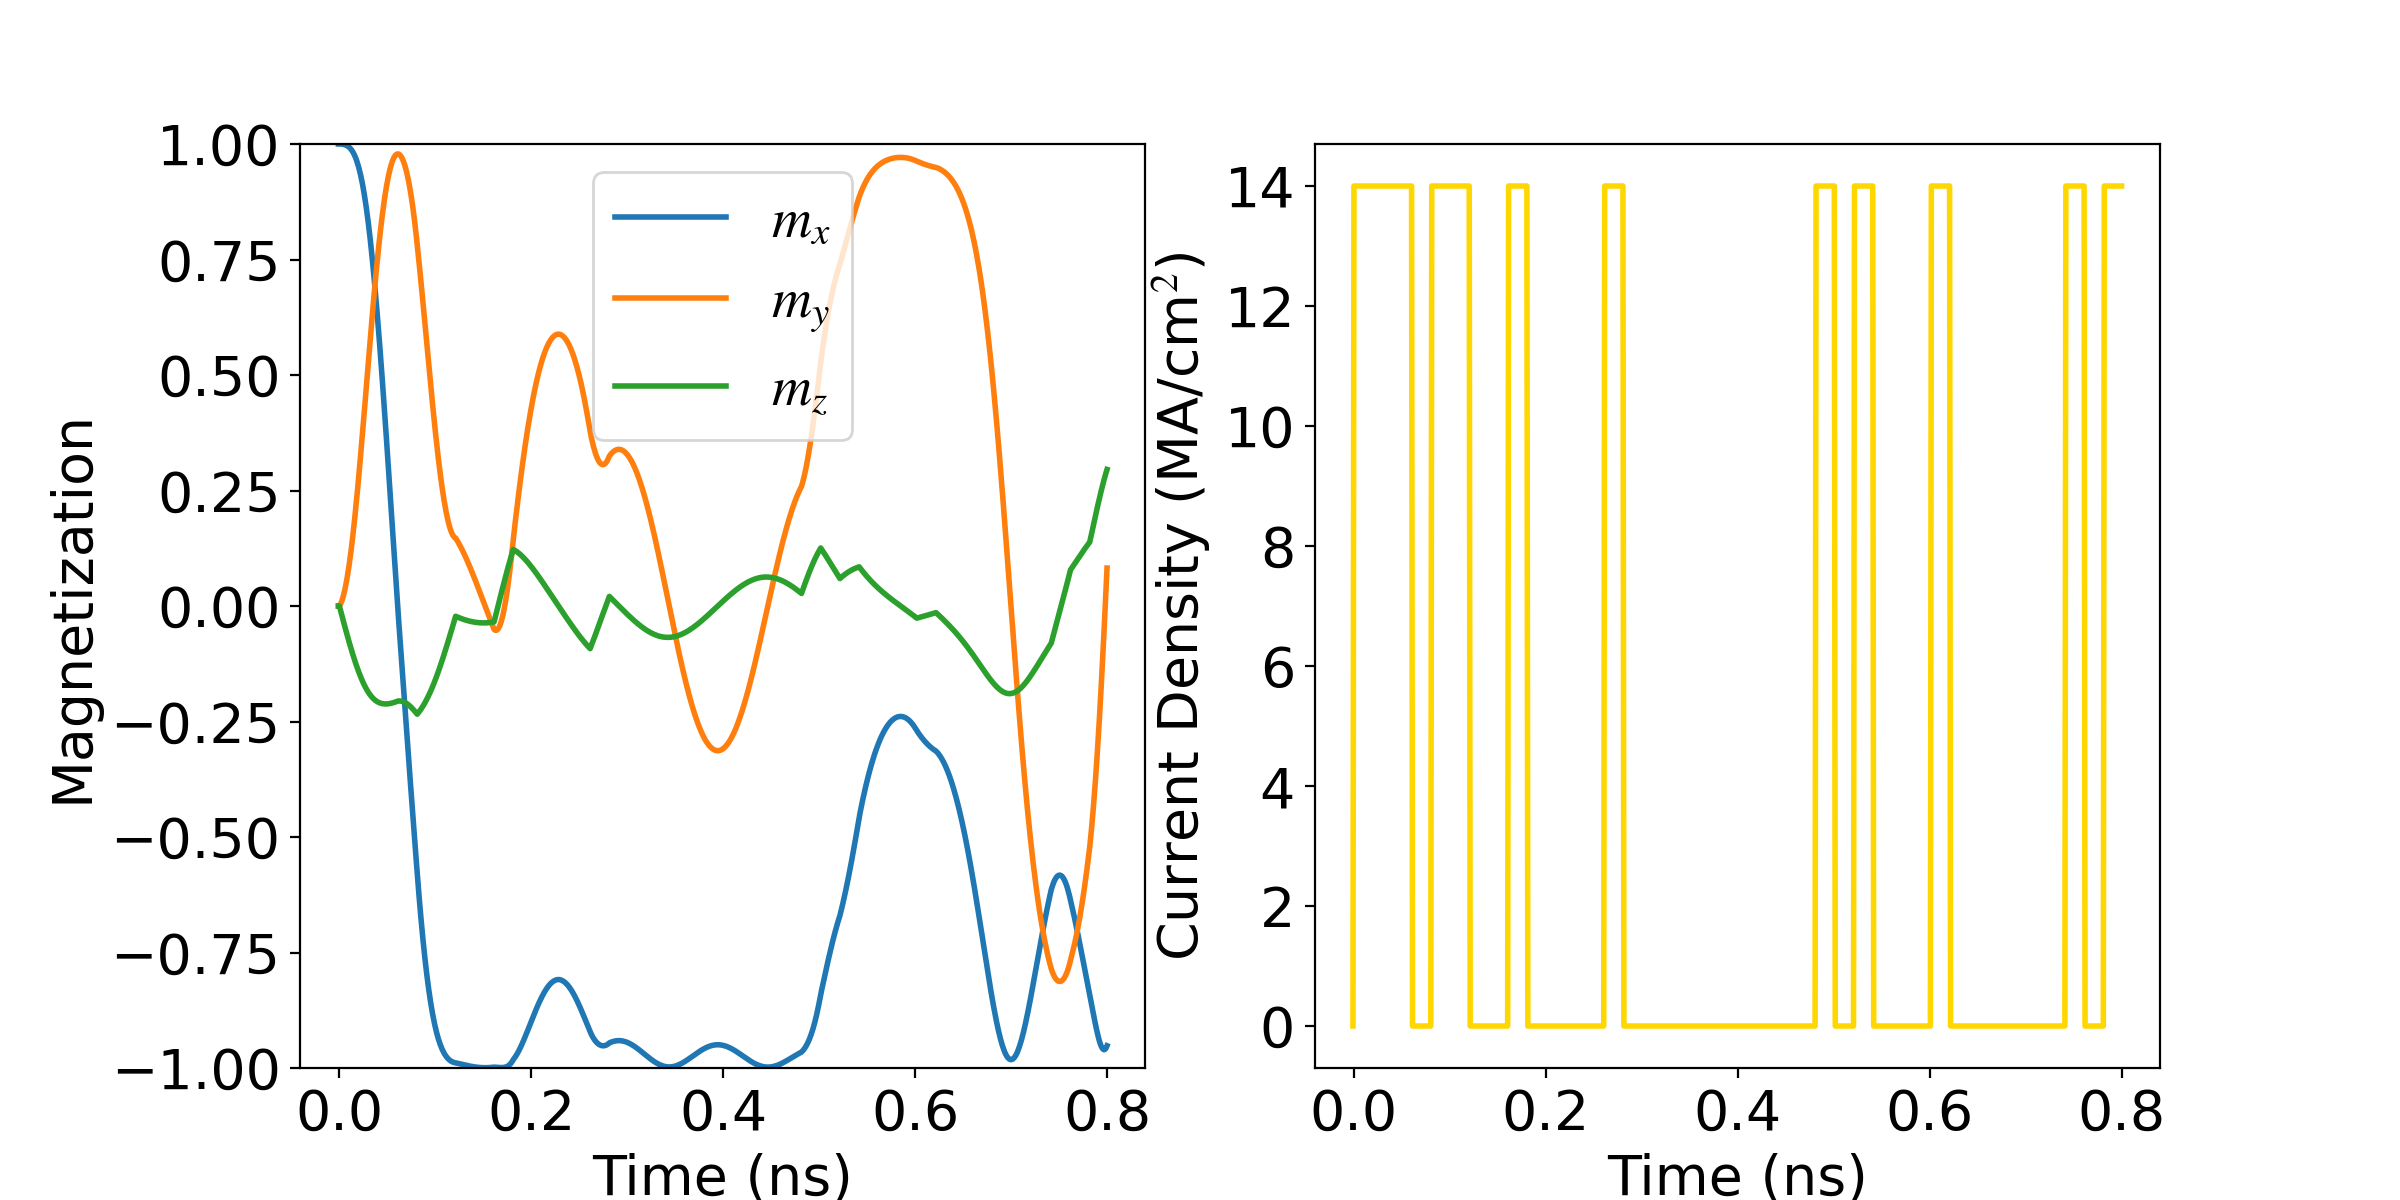 Magnetization
1.00
0.75
0.50
0.25
0.00
−0.25
−0.50
−0.75
−1.00
0.0 0.2 0.4 0.6 0.8
Time (ns)
m_x
m_y
m_z
Current Density (MA/cm²)
14
12
10
8
6
4
2
0
0.0 0.2 0.4 0.6 0.8
Time (ns)